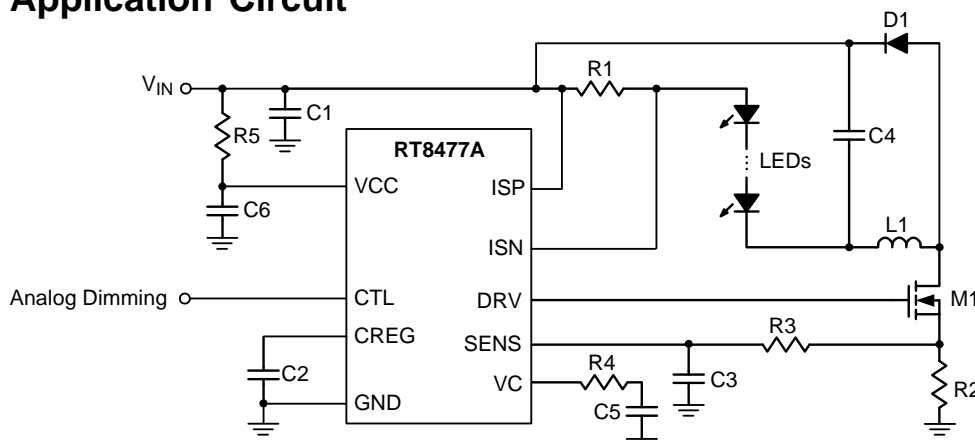 Application Circuit
D1
VIN
R1
C1
R5
C4
RT8477A
LEDs
VCC
ISP
C6
L1
ISN
Analog Dimming
CTL
DRV
M1
CREG
SENS
R3
C2
R4
C3
VC
R2
GND
C5